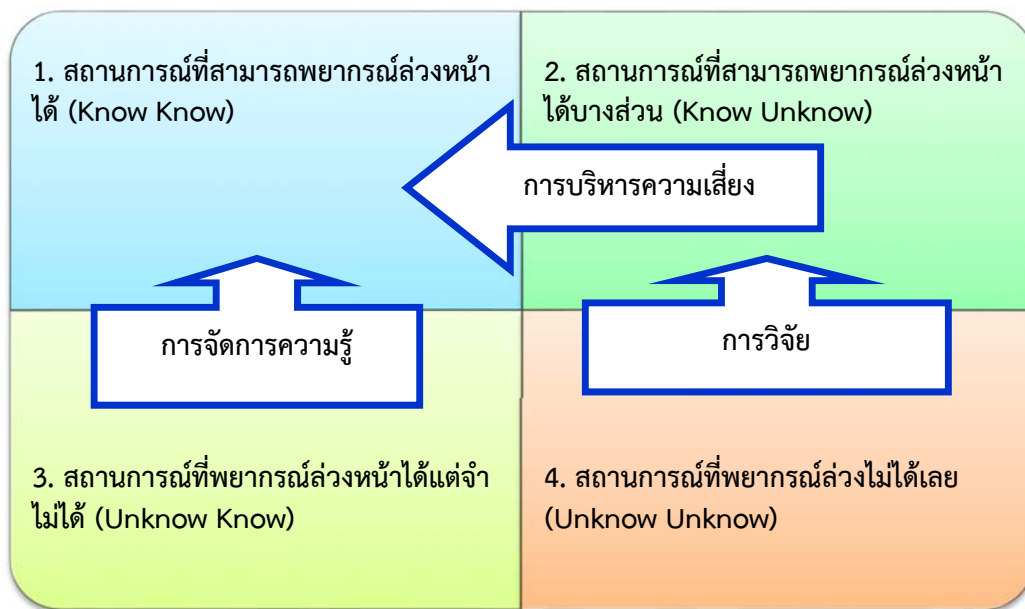 1. สถานการณ์ที่สามารถพยากรณ์ล่วงหน้า
ได้ (Know Know)
2. สถานการณ์ที่สามารถพยากรณ์ล่วงหน้า
ได้บางส่วน (Know Unknow)
การบริหารความเสี่ยง
การจัดการความรู้
การวิจัย
3. สถานการณ์ที่พยากรณ์ล่วงหน้าได้แต่จำ
ไม่ได้ (Unknow Know)
4. สถานการณ์ที่พยากรณ์ล่วงไม่ได้เลย
(Unknow Unknow)